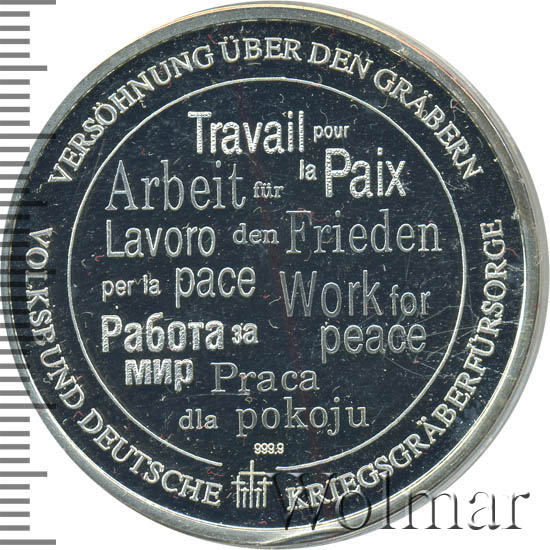 VERSÖHNUNG ÜBER DEN GRÄBERN
Travail pour
la Paix
Arbeit für
den Frieden
Lavoro
per la pace
Work for
peace
Работа за
мир
Praca
dla pokoju
999.9
VOLKSBUND DEUTSCHE KRIEGSGRÄBERFÜRSORGE
Wolmar